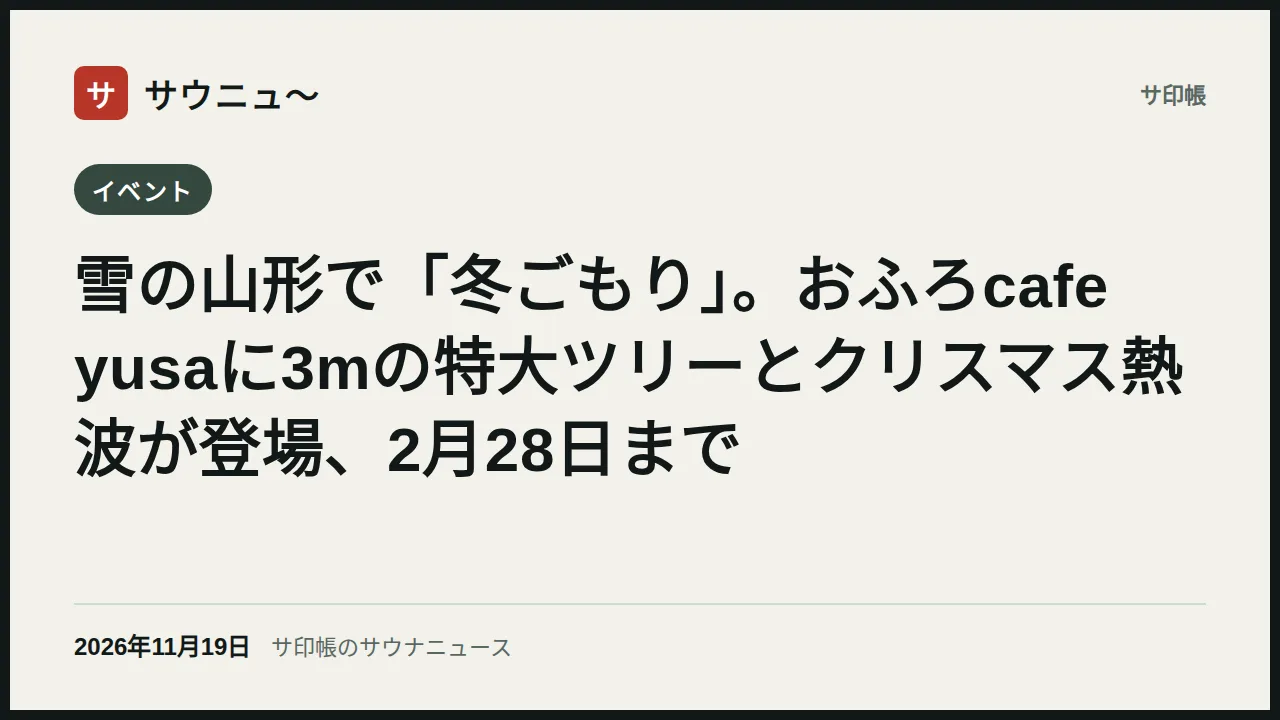 サ サウニュ〜
サ印帳
イベント
雪の山形で「冬ごもり」。おふろcafe
yusaに3mの特大ツリーとクリスマス熱
波が登場、2月28日まで
2026年11月19日 サ印帳のサウナニュース